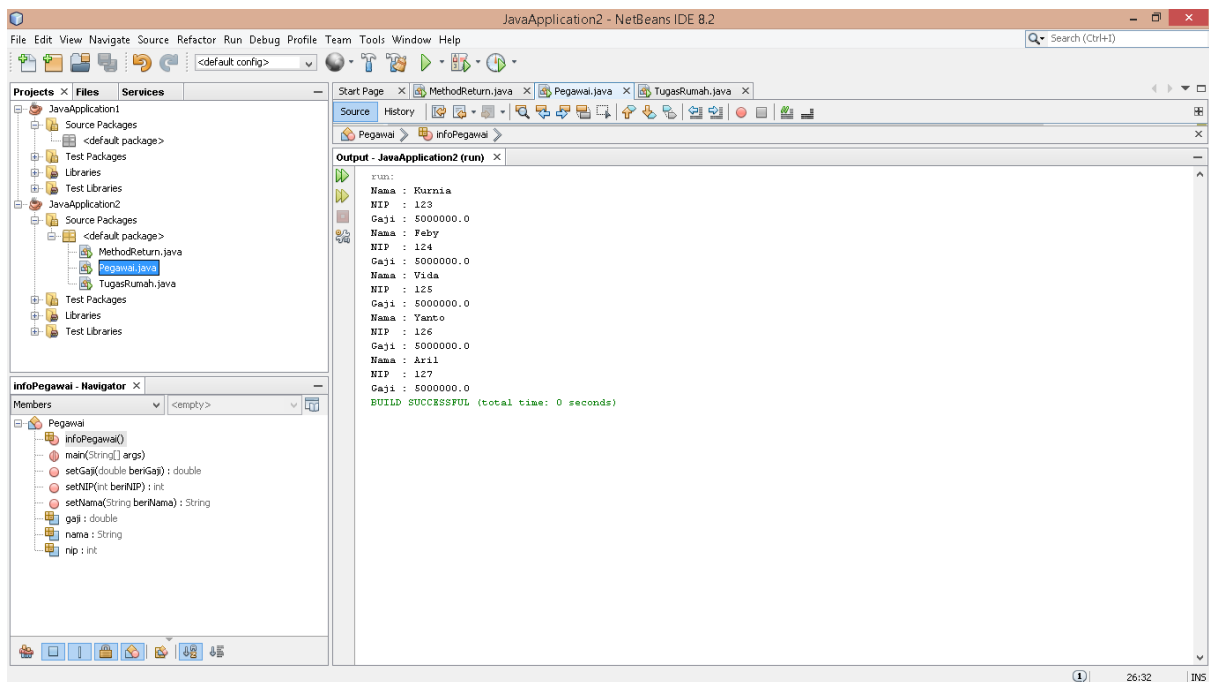 JavaApplication2 - NetBeans IDE 8.2
File Edit View Navigate Source Refactor Run Debug Profile Team Tools Window Help
Search (Ctrl+I)
<default config>
Projects Files Services
JavaApplication1
Source Packages
<default package>
Test Packages
Libraries
Test Libraries
JavaApplication2
Source Packages
<default package>
MethodReturn.java
Pegawai.java
TugasRumah.java
Test Packages
Libraries
Test Libraries
infoPegawai - Navigator
Members <empty>
Pegawai
infoPegawai()
main(String[] args)
setGaji(double beriGaji) : double
setNIP(int beriNIP) : int
setNama(String beriNama) : String
gaji : double
nama : String
nip : int
Start Page MethodReturn.java Pegawai.java TugasRumah.java
Source History
Pegawai infoPegawai
Output - JavaApplication2 (run)
run:
Nama : Kurnia
NIP : 123
Gaji : 5000000.0
Nama : Feby
NIP : 124
Gaji : 5000000.0
Nama : Vida
NIP : 125
Gaji : 5000000.0
Nama : Yanto
NIP : 126
Gaji : 5000000.0
Nama : Aril
NIP : 127
Gaji : 5000000.0
BUILD SUCCESSFUL (total time: 0 seconds)
1 26:32 INS